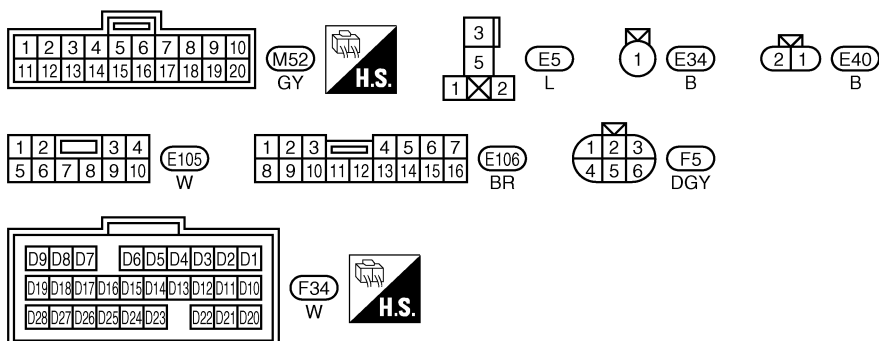 1 2 3 4 5 6 7 8 9 10
11 12 13 14 15 16 17 18 19 20
M52
GY
H.S.
3
5
1 2
E5
L
1
E34
B
2 1
E40
B
1 2 3 4
5 6 7 8 9 10
E105
W
1 2 3 4 5 6 7
8 9 10 11 12 13 14 15 16
E106
BR
1 2 3
4 5 6
F5
DGY
D9 D8 D7 D6 D5 D4 D3 D2 D1
D19 D18 D17 D16 D15 D14 D13 D12 D11 D10
D28 D27 D26 D25 D24 D23 D22 D21 D20
F34
W
H.S.